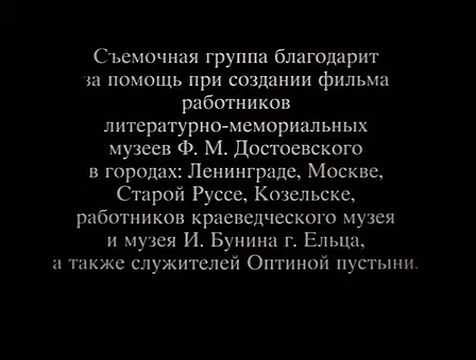 Съемочная группа благодарит
за помощь при создании фильма
работников
литературно-мемориальных
музеев Ф. М. Достоевского
в городах: Ленинграде, Москве,
Старой Руссе, Козельске,
работников краеведческого музея
и музея И. Бунина г. Ельца,
а также служителей Оптиной пустыни.